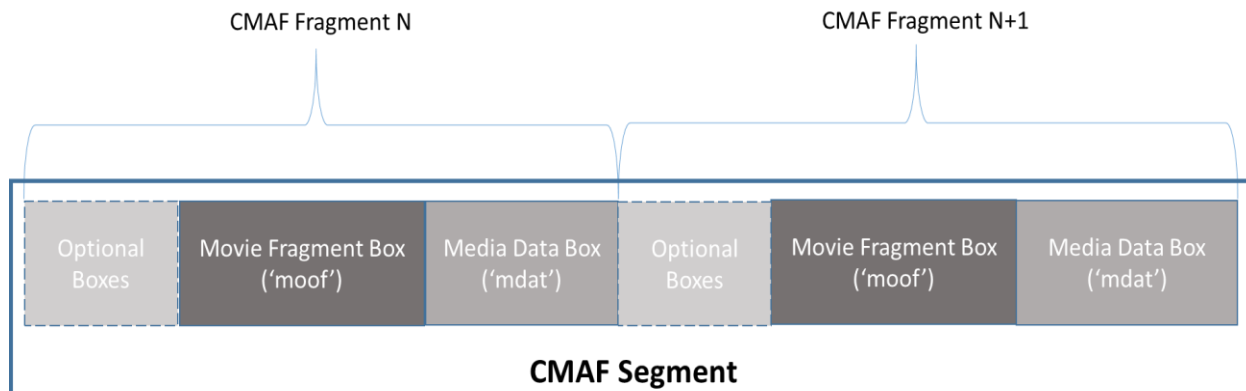 CMAF Fragment N
CMAF Fragment N+1
Optional
Boxes
Movie Fragment Box
(‘moof’)
Media Data Box
(‘mdat’)
Optional
Boxes
Movie Fragment Box
(‘moof’)
Media Data Box
(‘mdat’)
CMAF Segment